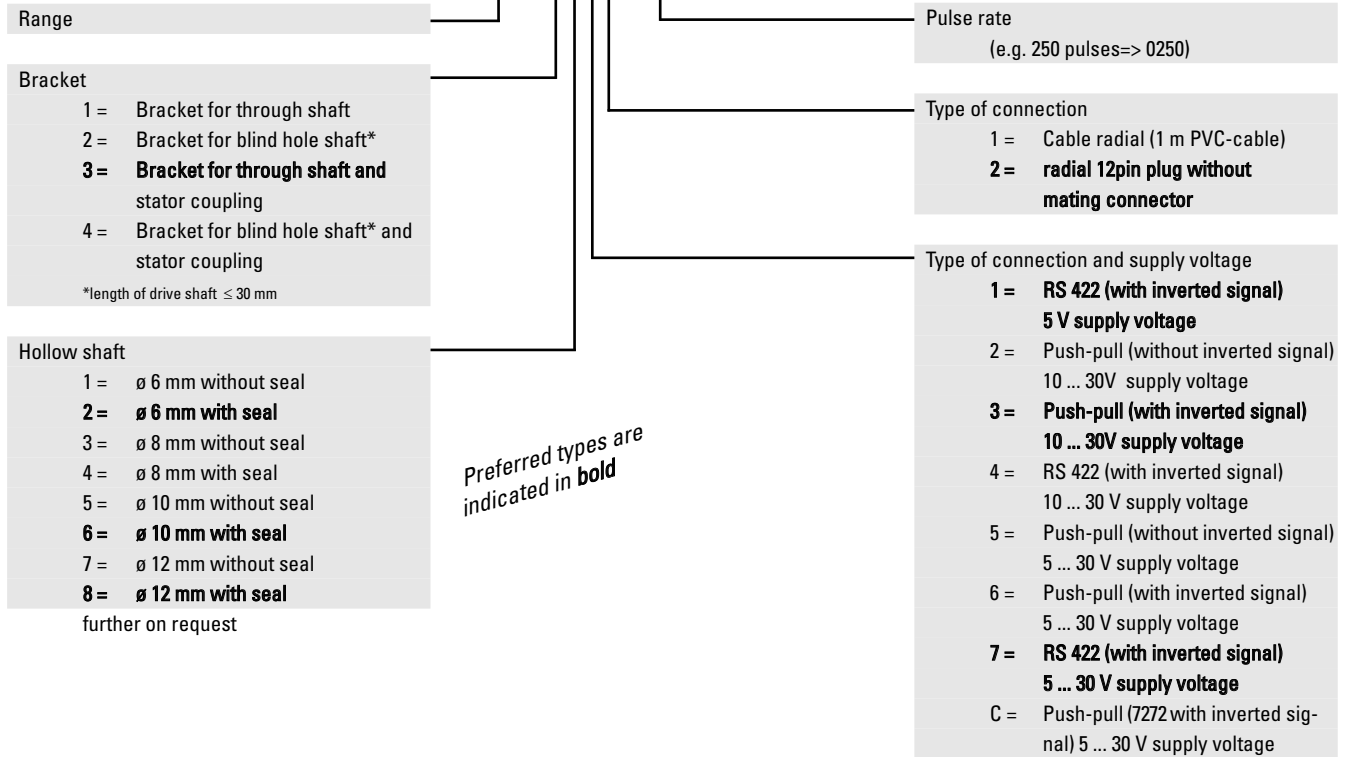 Range
Bracket
1 = Bracket for through shaft
2 = Bracket for blind hole shaft*
3 = Bracket for through shaft and
stator coupling
4 = Bracket for blind hole shaft* and
stator coupling
*length of drive shaft ≤ 30 mm
Hollow shaft
1 = ø 6 mm without seal
2 = ø 6 mm with seal
3 = ø 8 mm without seal
4 = ø 8 mm with seal
5 = ø 10 mm without seal
6 = ø 10 mm with seal
7 = ø 12 mm without seal
8 = ø 12 mm with seal
further on request
Preferred types are
indicated in bold
Pulse rate
(e.g. 250 pulses=> 0250)
Type of connection
1 = Cable radial (1 m PVC-cable)
2 = radial 12pin plug without
mating connector
Type of connection and supply voltage
1 = RS 422 (with inverted signal)
5 V supply voltage
2 = Push-pull (without inverted signal)
10 ... 30V supply voltage
3 = Push-pull (with inverted signal)
10 ... 30V supply voltage
4 = RS 422 (with inverted signal)
10 ... 30 V supply voltage
5 = Push-pull (without inverted signal)
5 ... 30 V supply voltage
6 = Push-pull (with inverted signal)
5 ... 30 V supply voltage
7 = RS 422 (with inverted signal)
5 ... 30 V supply voltage
C = Push-pull (7272 with inverted sig-
nal) 5 ... 30 V supply voltage